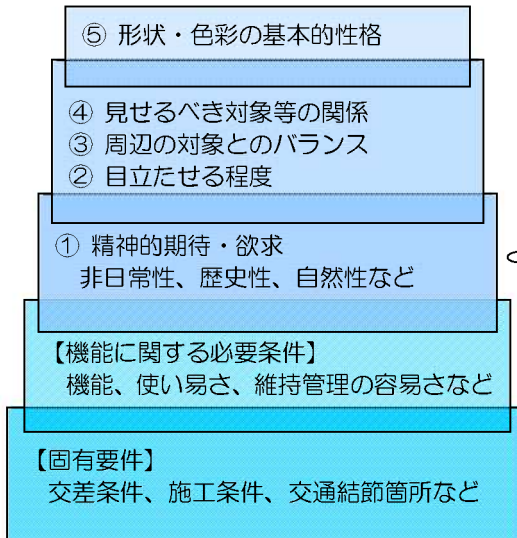 ⑤ 形状・色彩の基本的性格
④ 見せるべき対象等の関係
③ 周辺の対象とのバランス
② 目立たせる程度
① 精神的期待・欲求
非日常性、歴史性、自然性など
【機能に関する必要条件】
機能、使い易さ、維持管理の容易さなど
【固有要件】
交差条件、施工条件、交通結節箇所など